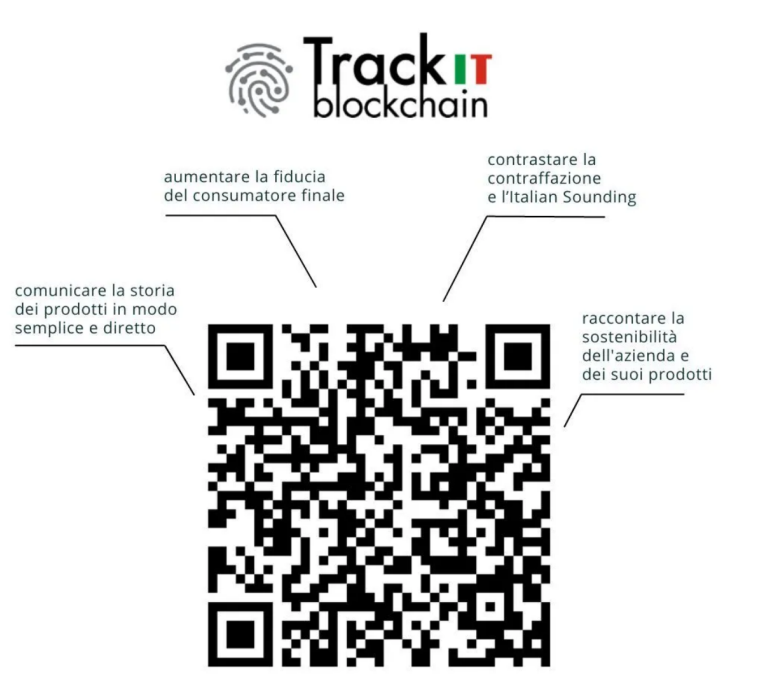 Track IT
blockchain
aumentare la fiducia
del consumatore finale
contrastare la
contraffazione
e l’Italian Sounding
comunicare la storia
dei prodotti in modo
semplice e diretto
raccontare la
sostenibilità
dell'azienda e
dei suoi prodotti